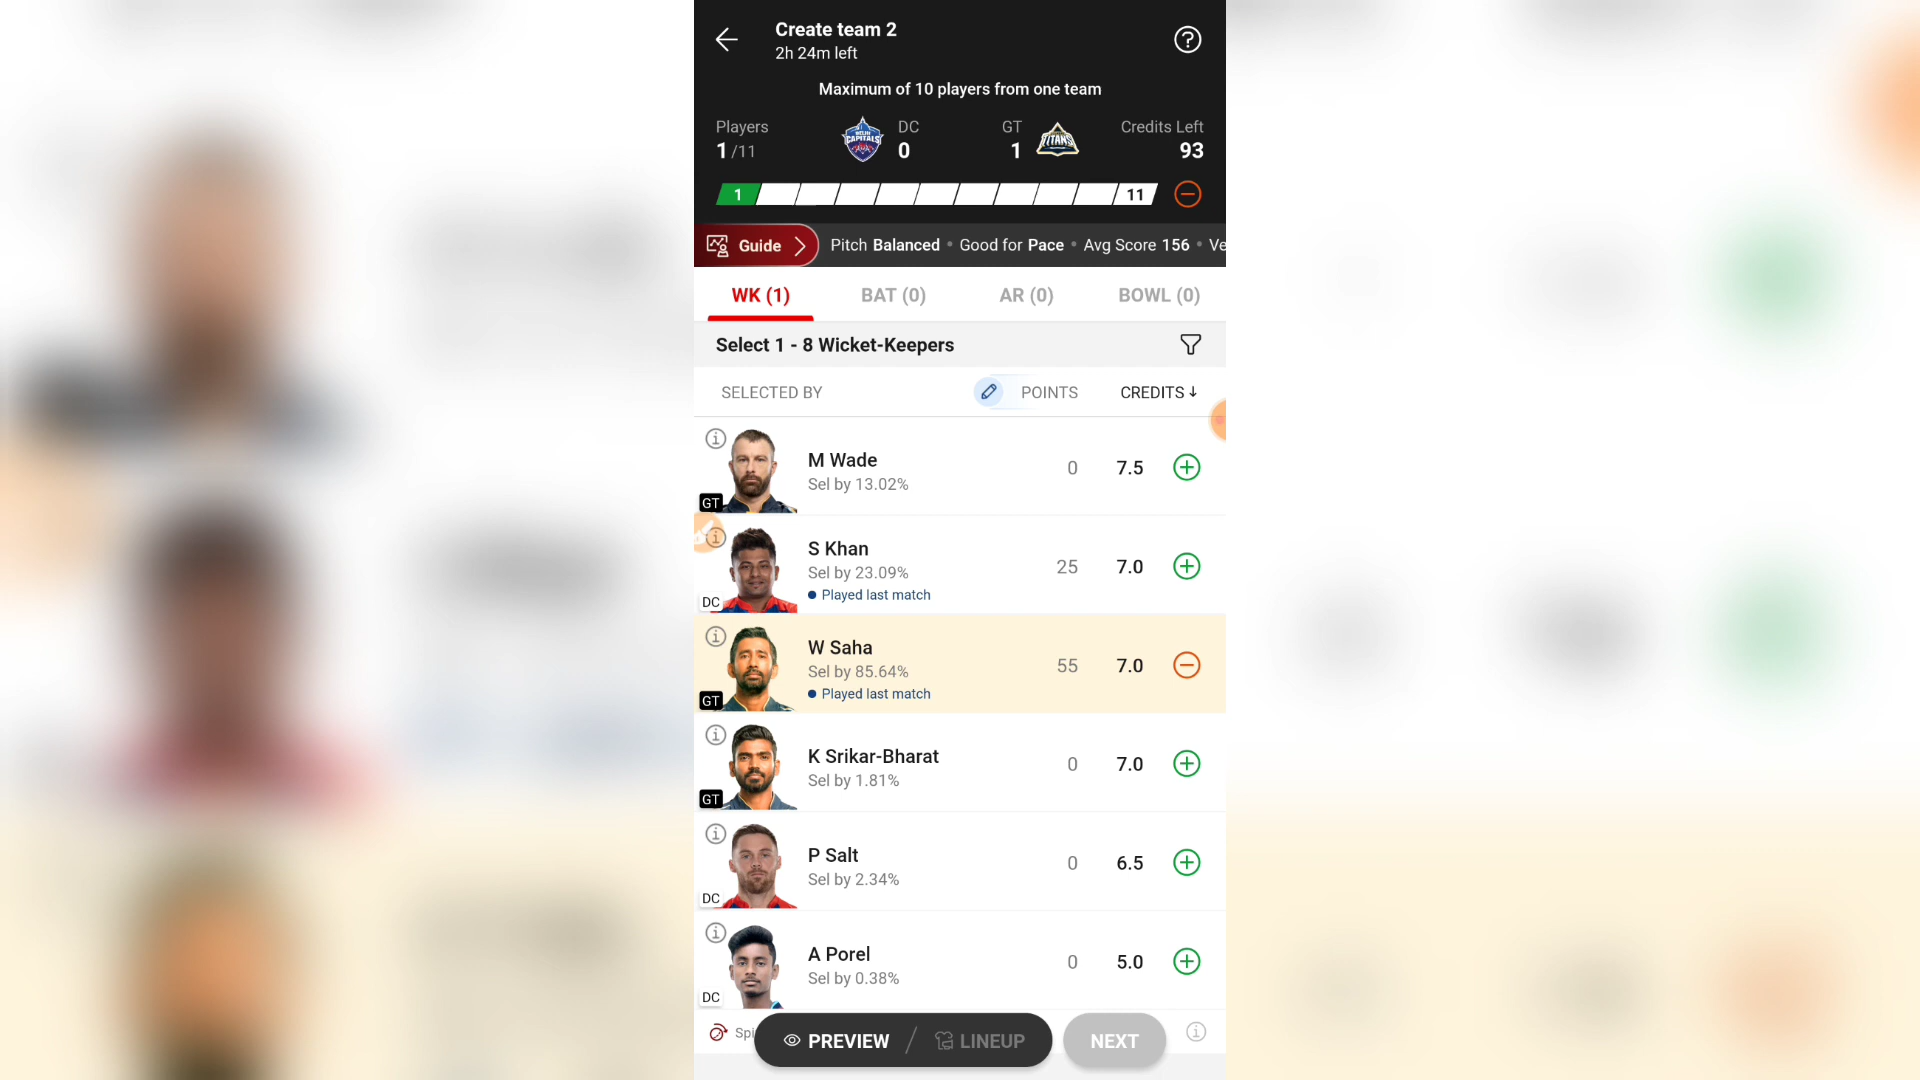 Create team 2
2h 24m left
Maximum of 10 players from one team
Players
1 /11
CAPITALS
DC
0
GT
1
TITANS
Credits Left
93
1
11
Guide
Pitch Balanced • Good for Pace • Avg Score 156 • Ve
WK (1)
BAT (0)
AR (0)
BOWL (0)
Select 1 - 8 Wicket-Keepers
SELECTED BY
POINTS
CREDITS ↓
M Wade
Sel by 13.02%
GT
0
7.5
S Khan
Sel by 23.09%
Played last match
DC
25
7.0
W Saha
Sel by 85.64%
Played last match
GT
55
7.0
K Srikar-Bharat
Sel by 1.81%
GT
0
7.0
P Salt
Sel by 2.34%
DC
0
6.5
A Porel
Sel by 0.38%
DC
0
5.0
Spi
PREVIEW / LINEUP
NEXT